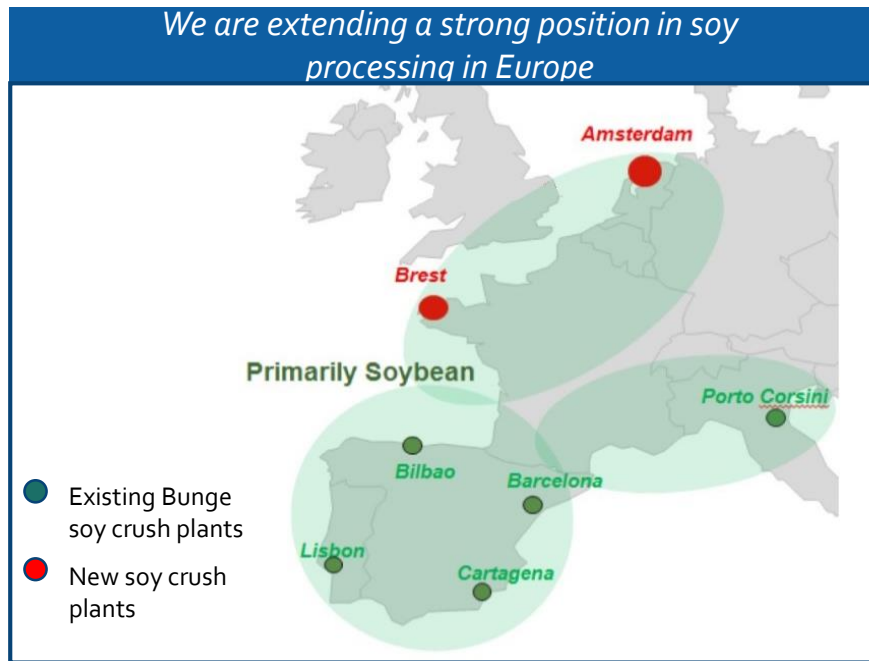 We are extending a strong position in soy
processing in Europe
Amsterdam
Brest
Primarily Soybean
Porto Corsini
Bilbao
Barcelona
Existing Bunge
soy crush plants
Lisbon
Cartagena
New soy crush
plants